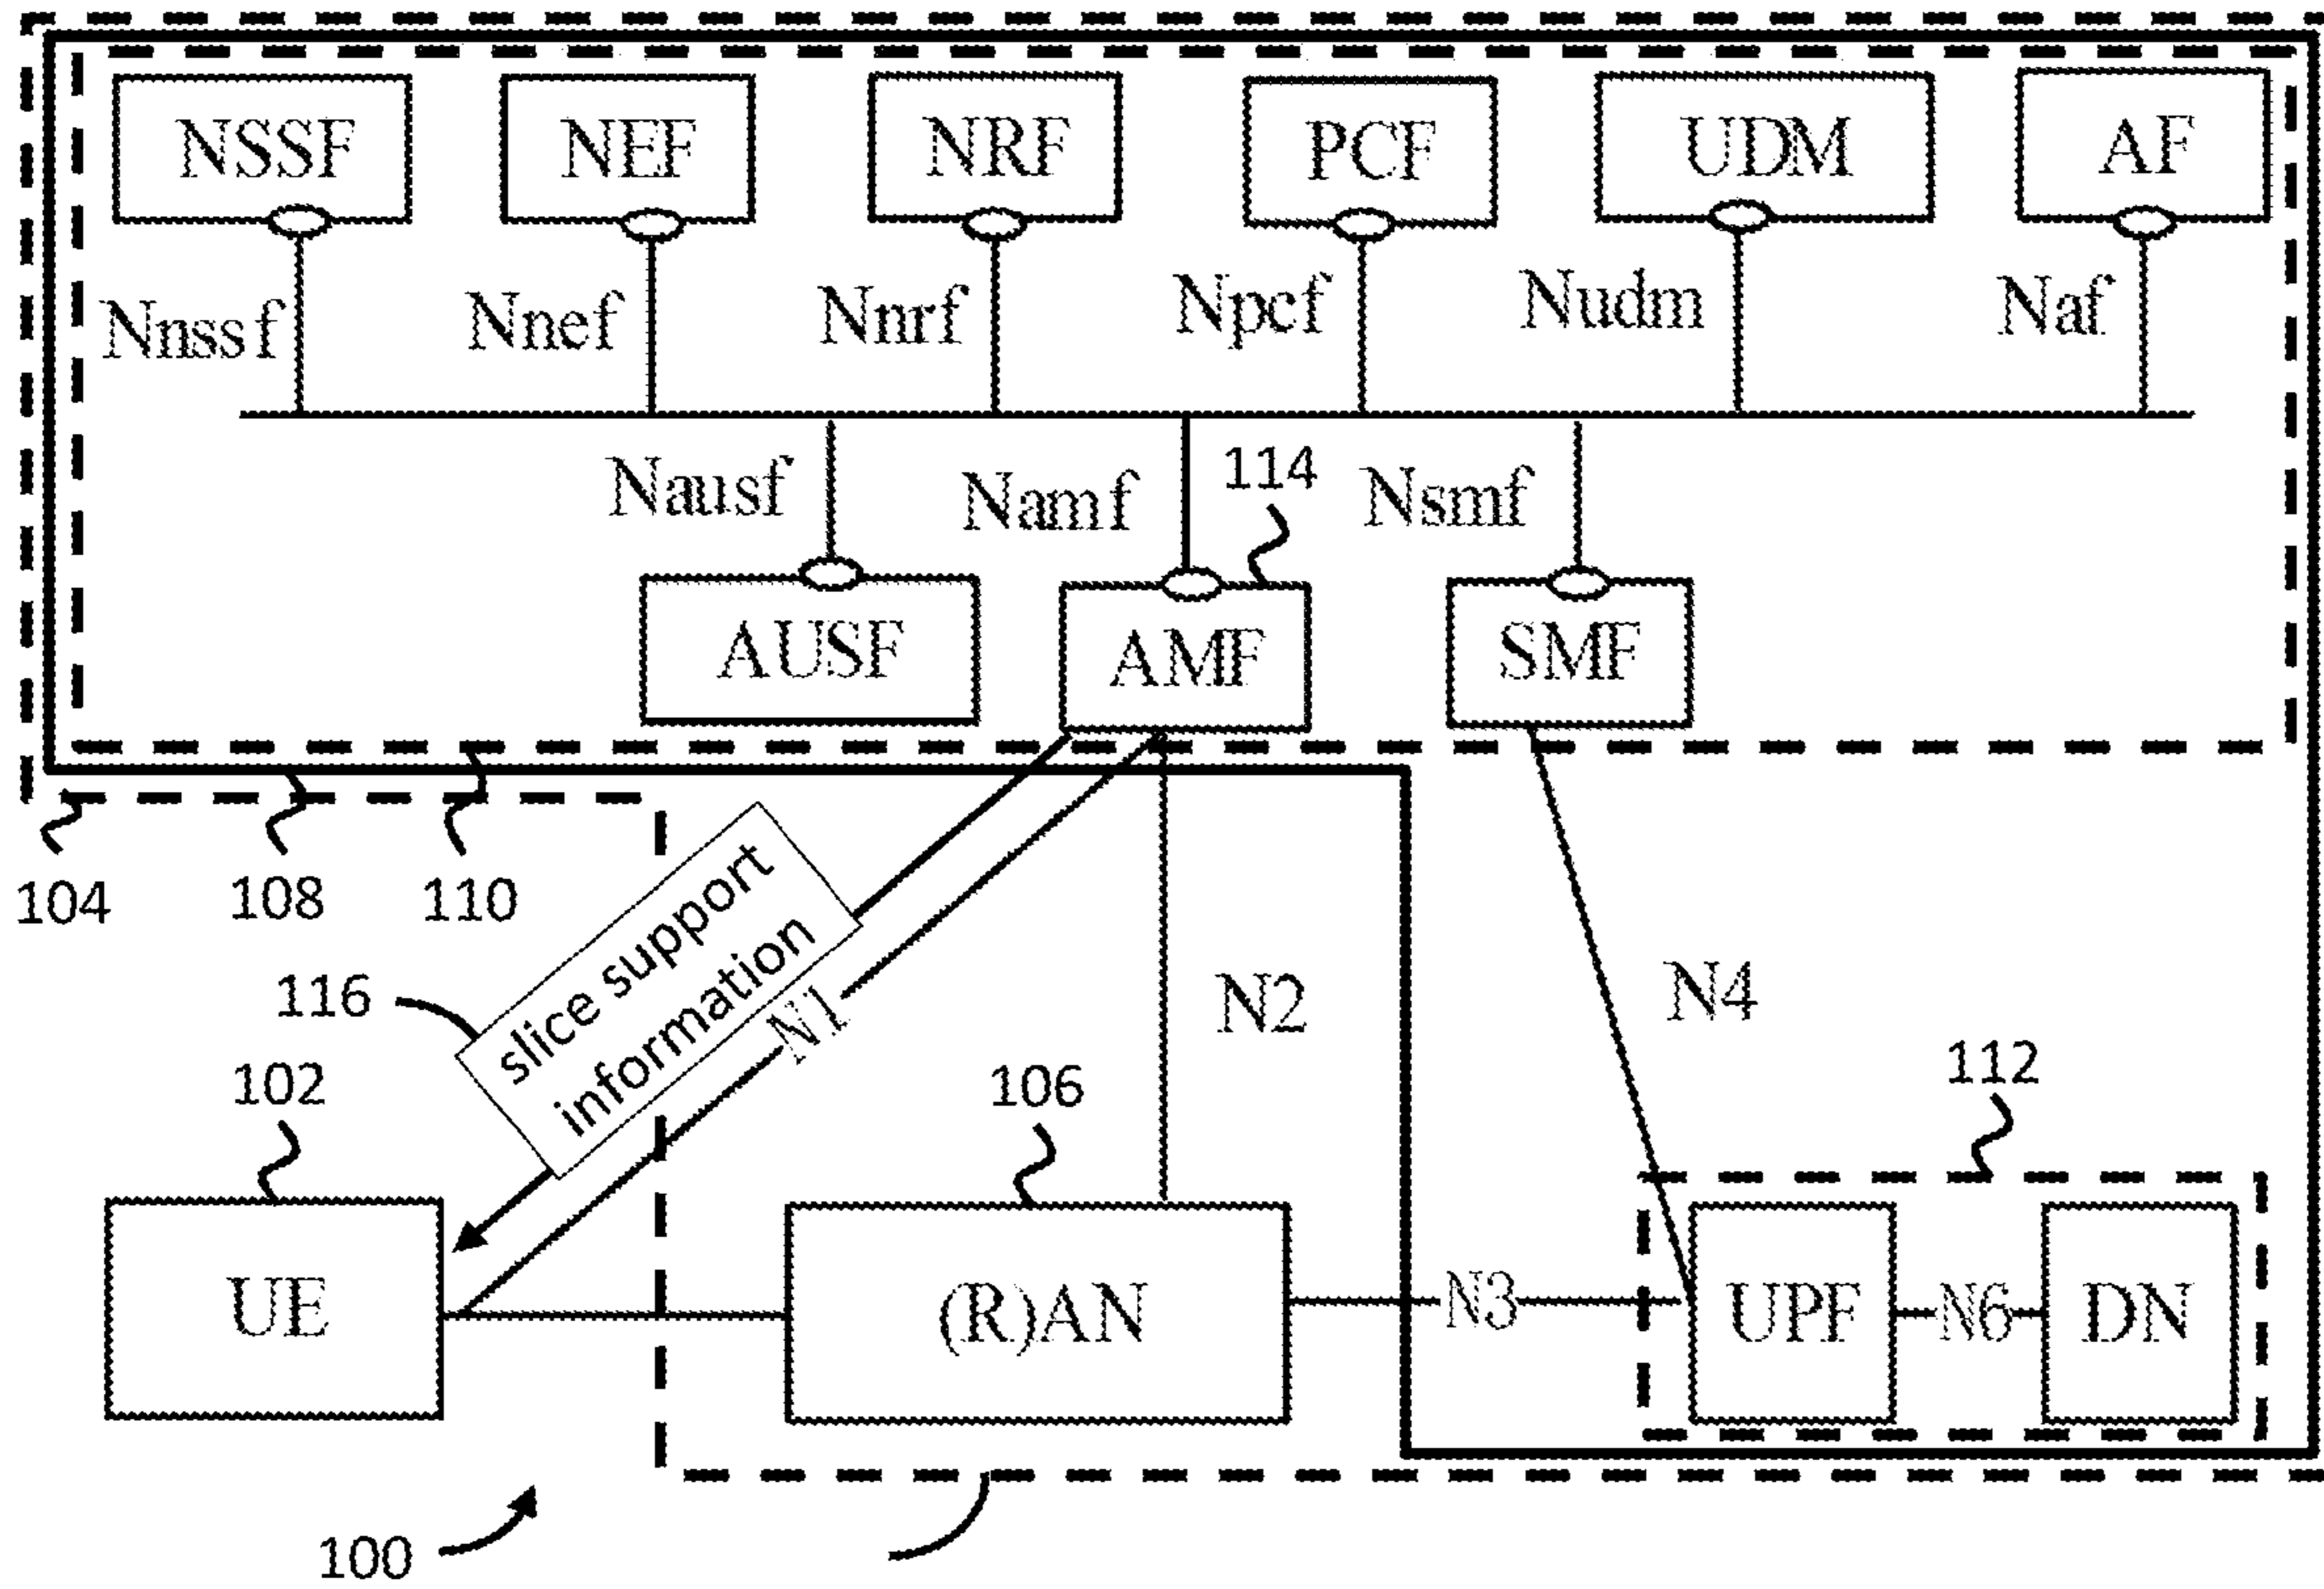 NSSF NEF NRF PCF UDM AF
Nnssf Nnef Nnrf Npcf Nudm Naf
Nausf Namf 114 Nsmf
AUSF AMF SMF
104 108 110
slice support
information
116
N1
N2
N4
102
106
112
UE
(R)AN
N3
UPF
N6
DN
100